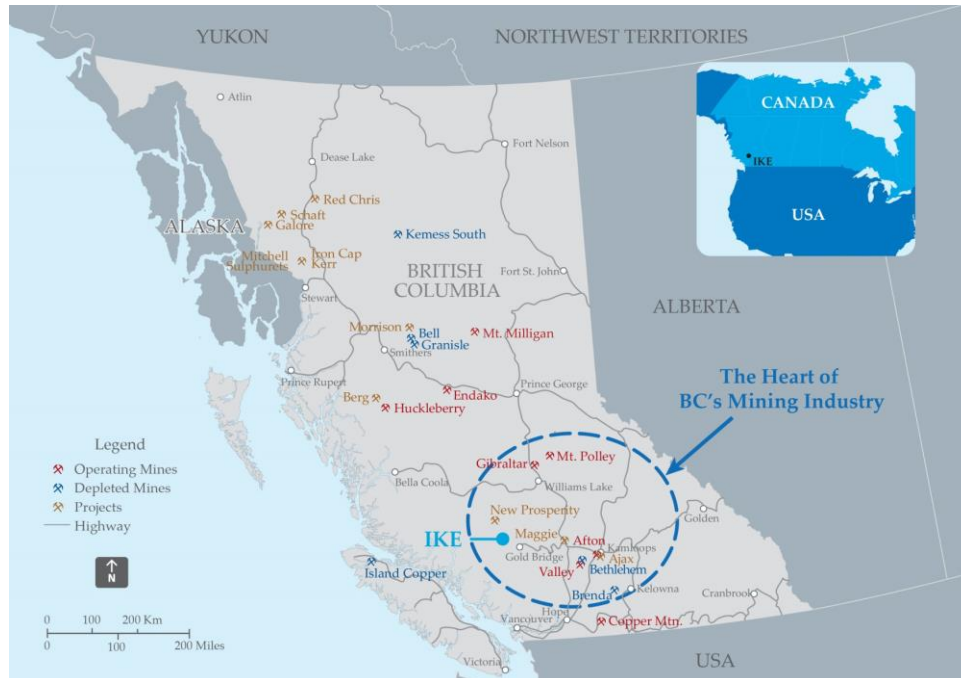 YUKON
NORTHWEST TERRITORIES
Atlin
CANADA
IKE
USA
Fort Nelson
Dease Lake
Red Chris
Schaft
Galore
ALASKA
Kemess South
Mitchell
Sulphurets
Iron Cap
Kerr
BRITISH
COLUMBIA
Fort St. John
Stewart
ALBERTA
Morrison
Bell
Granisle
Mt. Milligan
Smithers
Prince Rupert
Prince George
Endako
Berg
Huckleberry
The Heart of
BC's Mining Industry
Legend
Operating Mines
Depleted Mines
Projects
Highway
Mt. Polley
Gibraltar
Bella Coola
Williams Lake
New Prosperity
Golden
IKE
Maggie
Afton
Gold Bridge
Kamloops
Ajax
Valley
Bethlehem
Island Copper
N
Brenda
Kelowna
Cranbrook
Hope
Vancouver
Copper Mtn.
100 200 Km
100 200 Miles
0
Victoria
USA